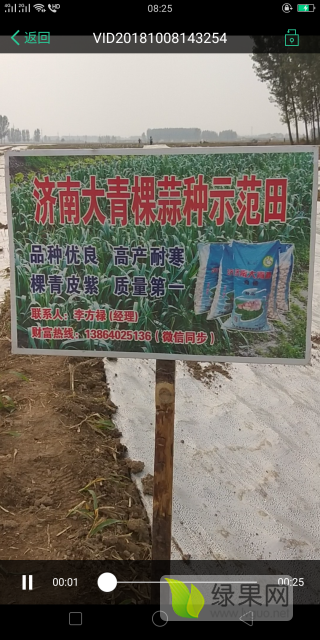 08:25
返回
VID20181008143254
济南大青棵蒜种示范田
品种优良 高产耐寒
棵青皮紫 质量第一
联系人：李方禄(经理)
财富热线：13864025136（微信同步）
00:01
00:25
绿果网